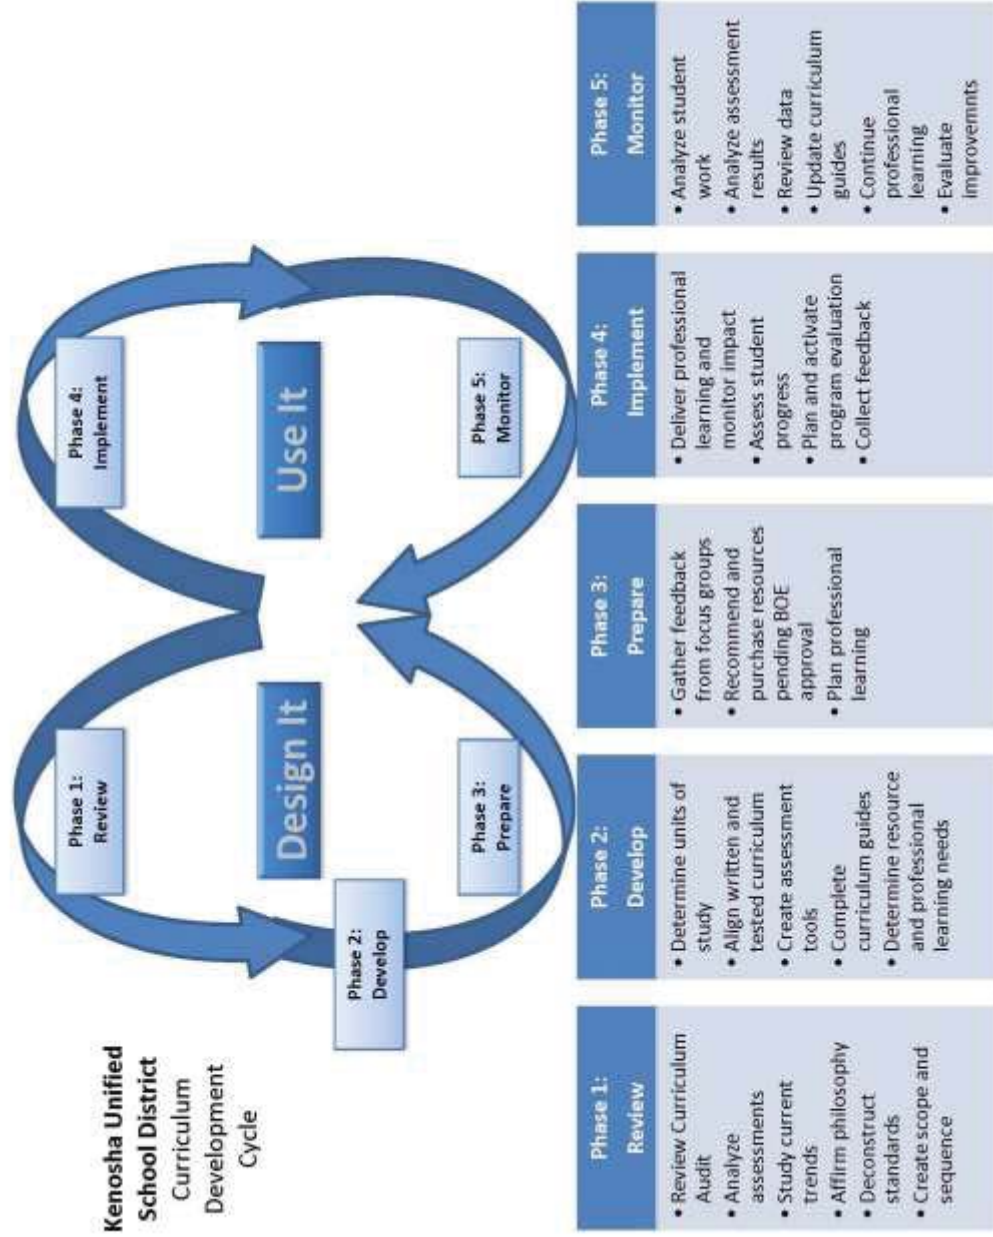 Kenosha Unified
School District
Curriculum
Development
Cycle
Phase 1:
Review
Phase 2:
Develop
Phase 3:
Prepare
Design It
Phase 4:
Implement
Use It
Phase 5:
Monitor
Phase 1:
Review
• Review Curriculum
Audit
• Analyze
assessments
• Study current
trends
• Affirm philosophy
• Deconstruct
standards
• Create scope and
sequence
Phase 2:
Develop
• Determine units of
study
• Align written and
tested curriculum
• Create assessment
tools
• Complete
curriculum guides
• Determine resource
and professional
learning needs
Phase 3:
Prepare
• Gather feedback
from focus groups
• Recommend and
purchase resources
pending BOE
approval
• Plan professional
learning
Phase 4:
Implement
• Deliver professional
learning and
monitor impact
• Assess student
progress
• Plan and activate
program evaluation
• Collect feedback
Phase 5:
Monitor
• Analyze student
work
• Analyze assessment
results
• Review data
• Update curriculum
guides
• Continue
professional
learning
• Evaluate
improvemnts